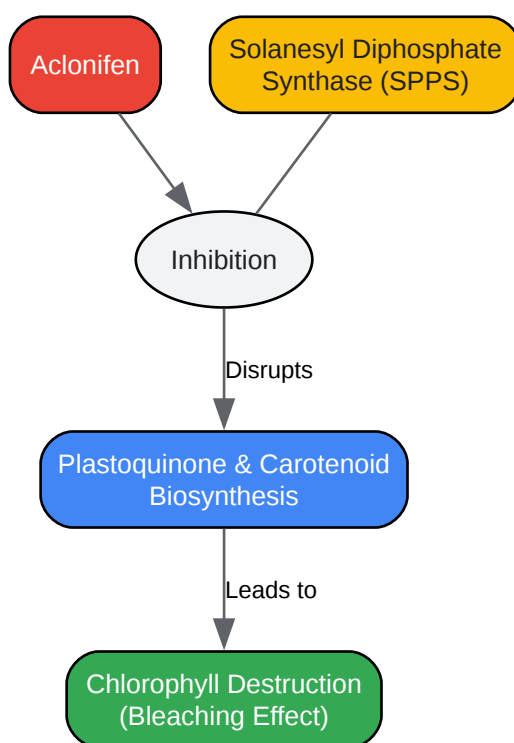 Aclonifen
Solanesyl Diphosphate
Synthase (SPPS)
Inhibition
Disrupts
Plastoquinone & Carotenoid
Biosynthesis
Leads to
Chlorophyll Destruction
(Bleaching Effect)